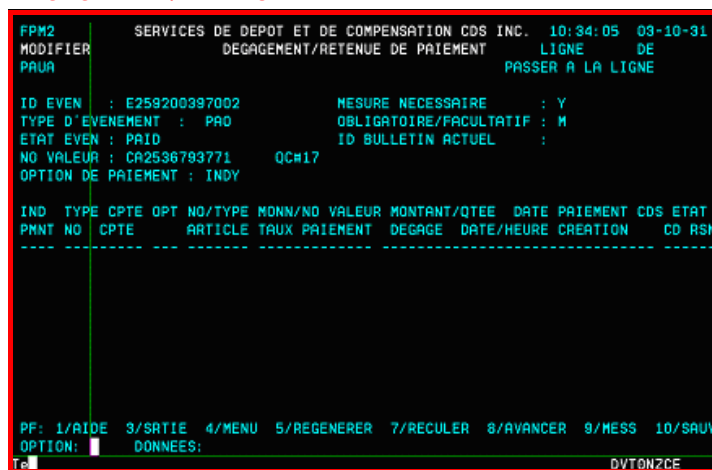 FPM2 SERVICES DE DEPOT ET DE COMPENSATION CDS INC. 10:34:05 03-10-31
MODIFIER DEGAGEMENT/RETENUE DE PAIEMENT LIGNE DE
PAUA PASSER A LA LIGNE
ID EVEN : E259200397002 MESURE NECESSAIRE : Y
TYPE D'EVENEMENT : PRO OBLIGATOIRE/FACULTATIF : M
ETAT EVEN : PAID ID BULLETIN ACTUEL :
NO VALEUR : CA2536793771 QC#17
OPTION DE PAIEMENT : INDY
IND TYPE CPTE OPT NO/TYPE MONN/NO VALEUR MONTANT/QTEE DATE PAIEMENT CDS ETAT
PMNT NO CPTE ARTICLE TAUX PAIEMENT DEGAGE DATE/HEURE CREATION CD RSN
PF: 1/AIDE 3/SRTIE 4/MENU 5/REGENERER 7/RECULER 8/AVANCER 9/MESS 10/SAUV
OPTION: DONNEES:
Te DVTONZCE